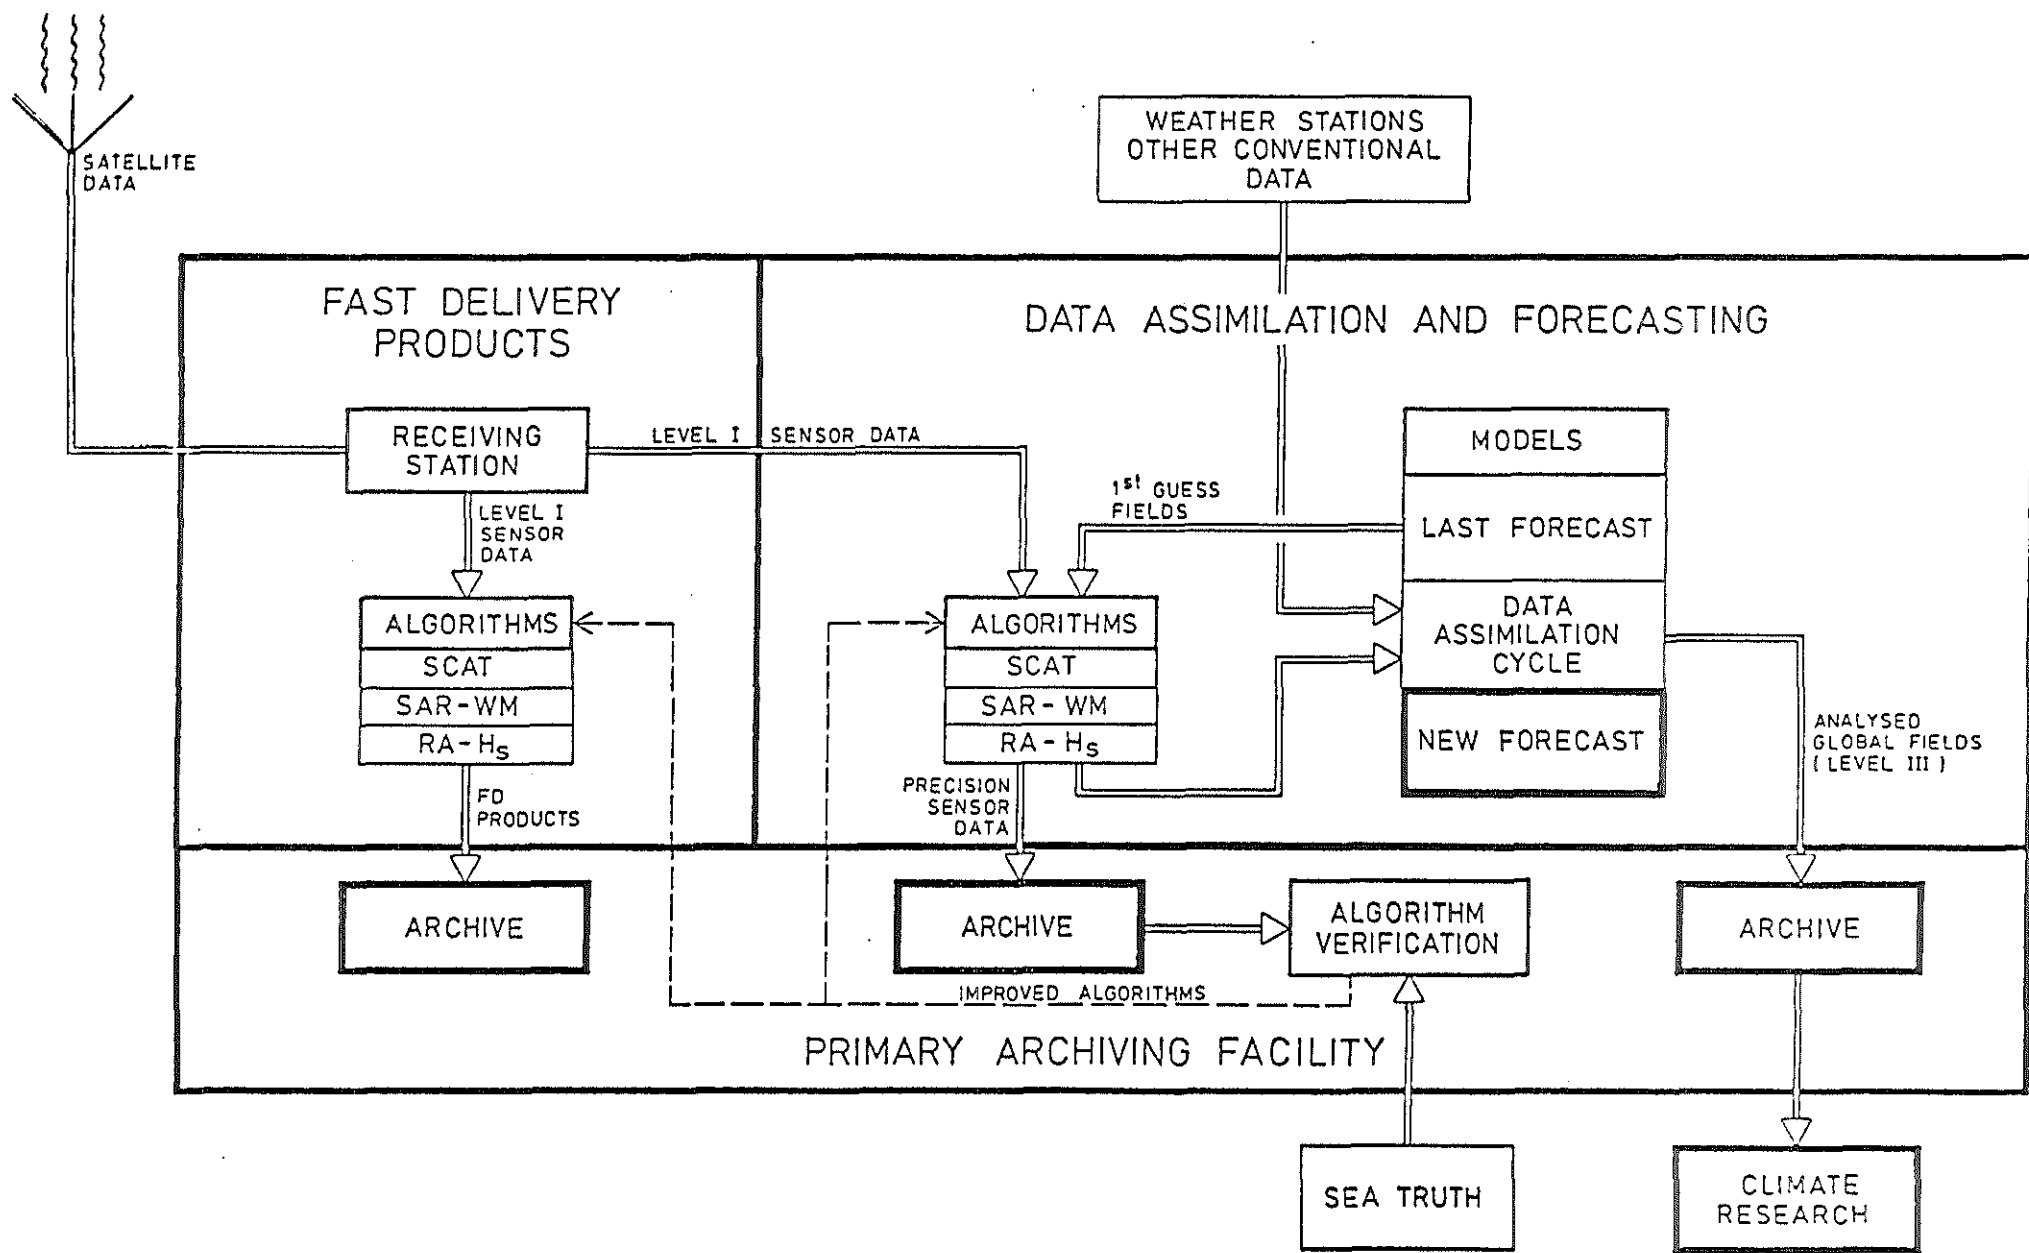 SATELLITE
DATA
WEATHER STATIONS
OTHER CONVENTIONAL
DATA
FAST DELIVERY
PRODUCTS
DATA ASSIMILATION AND FORECASTING
RECEIVING
STATION
LEVEL I SENSOR DATA
LEVEL I
SENSOR
DATA
1st GUESS
FIELDS
MODELS
LAST FORECAST
DATA
ASSIMILATION
CYCLE
NEW FORECAST
ALGORITHMS
SCAT
SAR-WM
RA-Hs
ALGORITHMS
SCAT
SAR-WM
RA-Hs
FD
PRODUCTS
PRECISION
SENSOR
DATA
ANALYSED
GLOBAL FIELDS
(LEVEL III)
ARCHIVE
ARCHIVE
ALGORITHM
VERIFICATION
ARCHIVE
IMPROVED ALGORITHMS
PRIMARY ARCHIVING FACILITY
SEA TRUTH
CLIMATE
RESEARCH